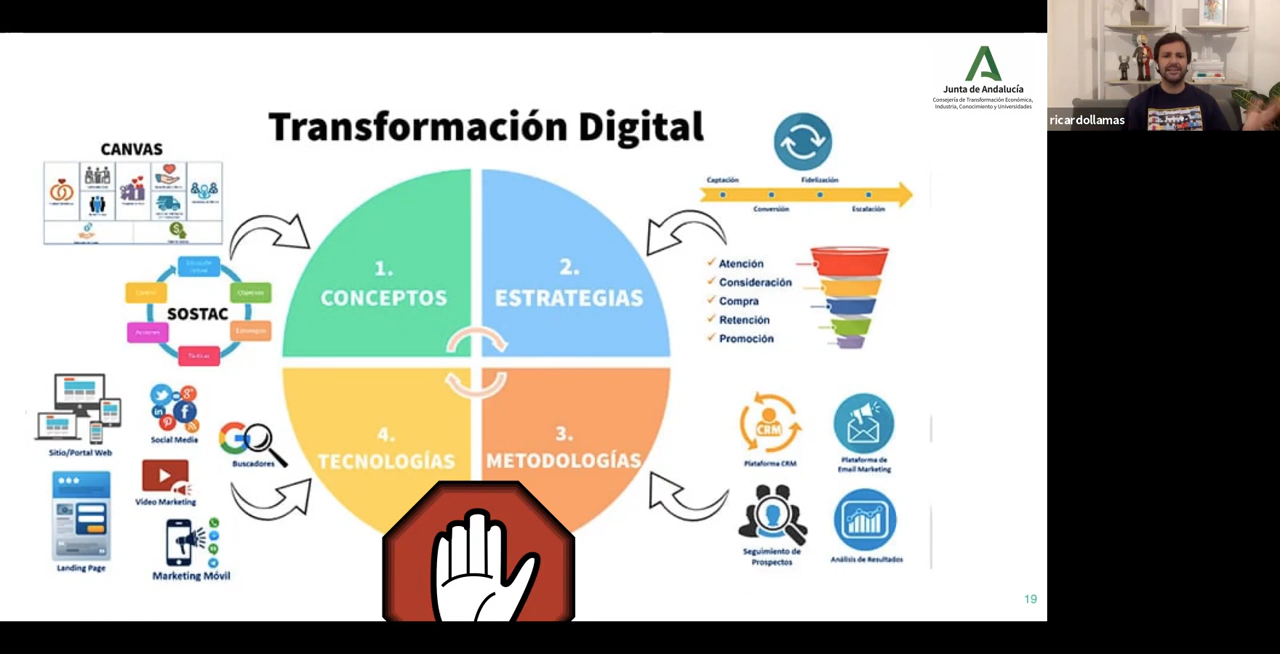 Junta de Andalucía
Consejería de Transformación Económica,
Industria, Conocimiento y Universidades
ricardollamas
Transformación Digital
CANVAS
SOSTAC
Objetivos
1.
CONCEPTOS
2.
ESTRATEGIAS
Captación
Fidelización
Conversión
Escalación
Atención
Consideración
Compra
Retención
Promoción
4.
TECNOLOGÍAS
3.
METODOLOGÍAS
Sitio/Portal Web
Social Media
Buscadores
Video Marketing
Landing Page
Marketing Móvil
CRM
Plataforma CRM
Plataforma de
Email Marketing
Seguimiento de
Prospectos
Análisis de Resultados
19